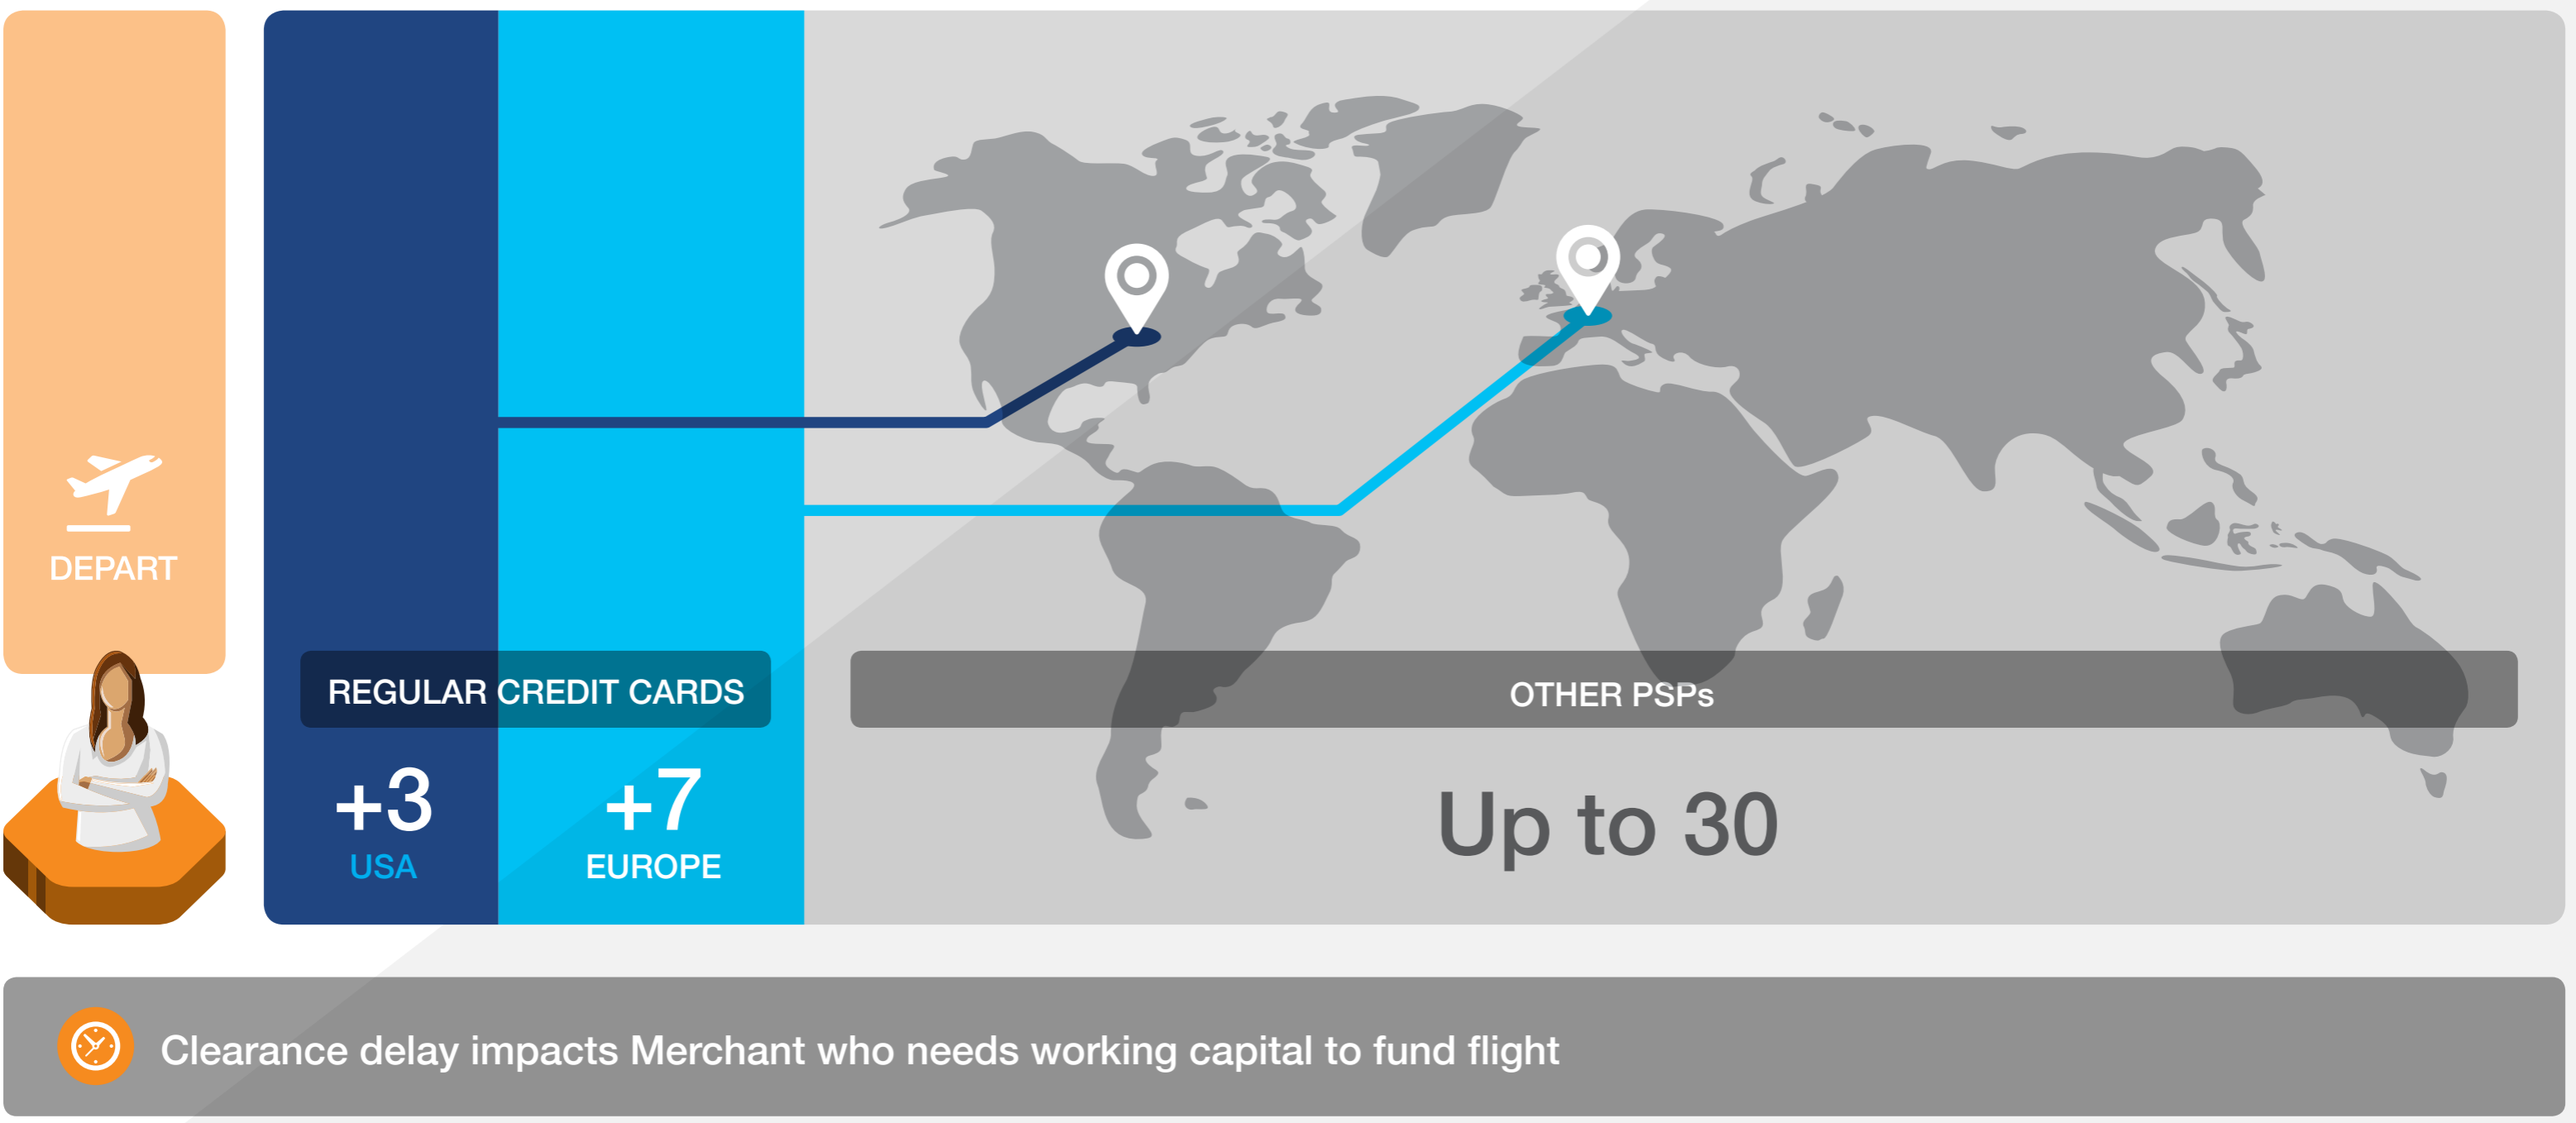 DEPART
REGULAR CREDIT CARDS
OTHER PSPs
+3
USA
+7
EUROPE
Up to 30
Clearance delay impacts Merchant who needs working capital to fund flight